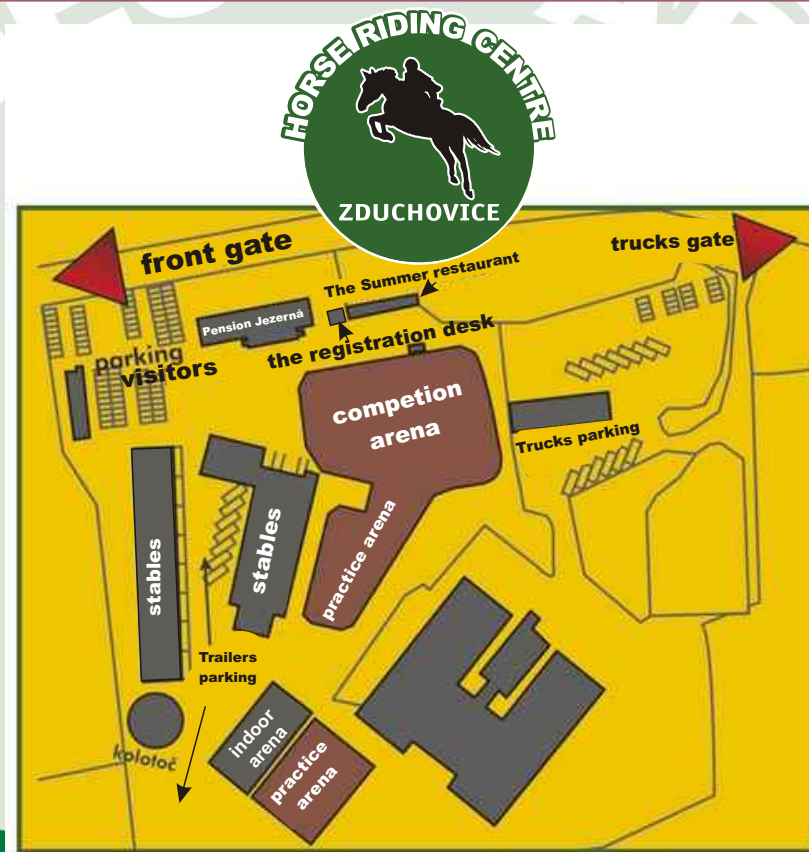 HORSE RIDING CENTRE
ZDUCHOVICE
front gate
trucks gate
The Summer restaurant
Pension Jezerná
the registration desk
parking
visitors
competion
arena
Trucks parking
practice arena
stables
stables
Trailers
parking
kolotoč
indoor
arena
practice
arena